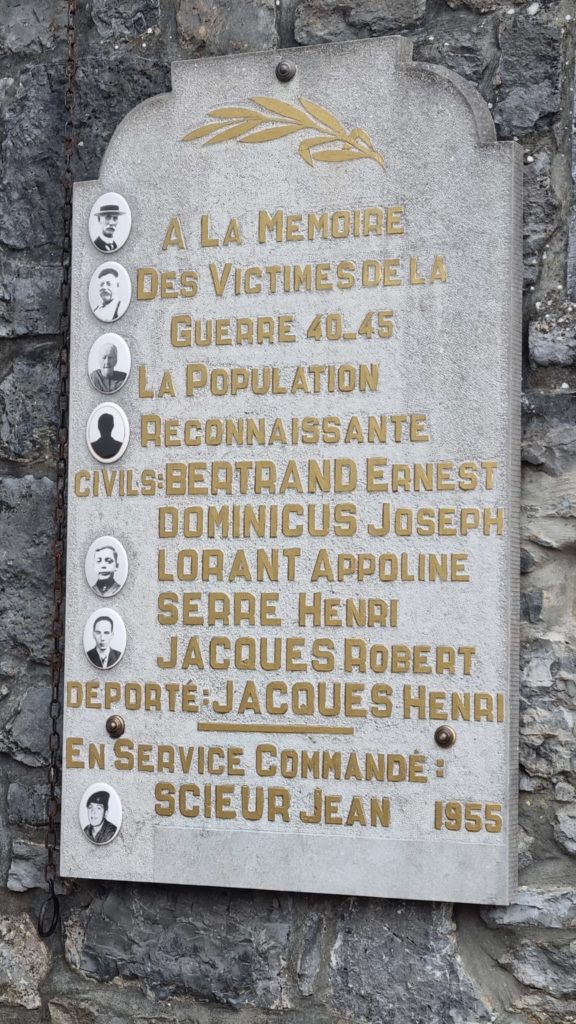 A LA MEMOIRE
DES VICTIMES DE LA
GUERRE 40-45
LA POPULATION
RECONNAISSANTE
CIVILS: BERTRAND ERNEST
DOMINICUS JOSEPH
LORANT APPOLINE
SERRE HENRI
JACQUES ROBERT
DÉPORTÉ: JACQUES HENRI
EN SERVICE COMMANDÉ:
SCIEUR JEAN 1955